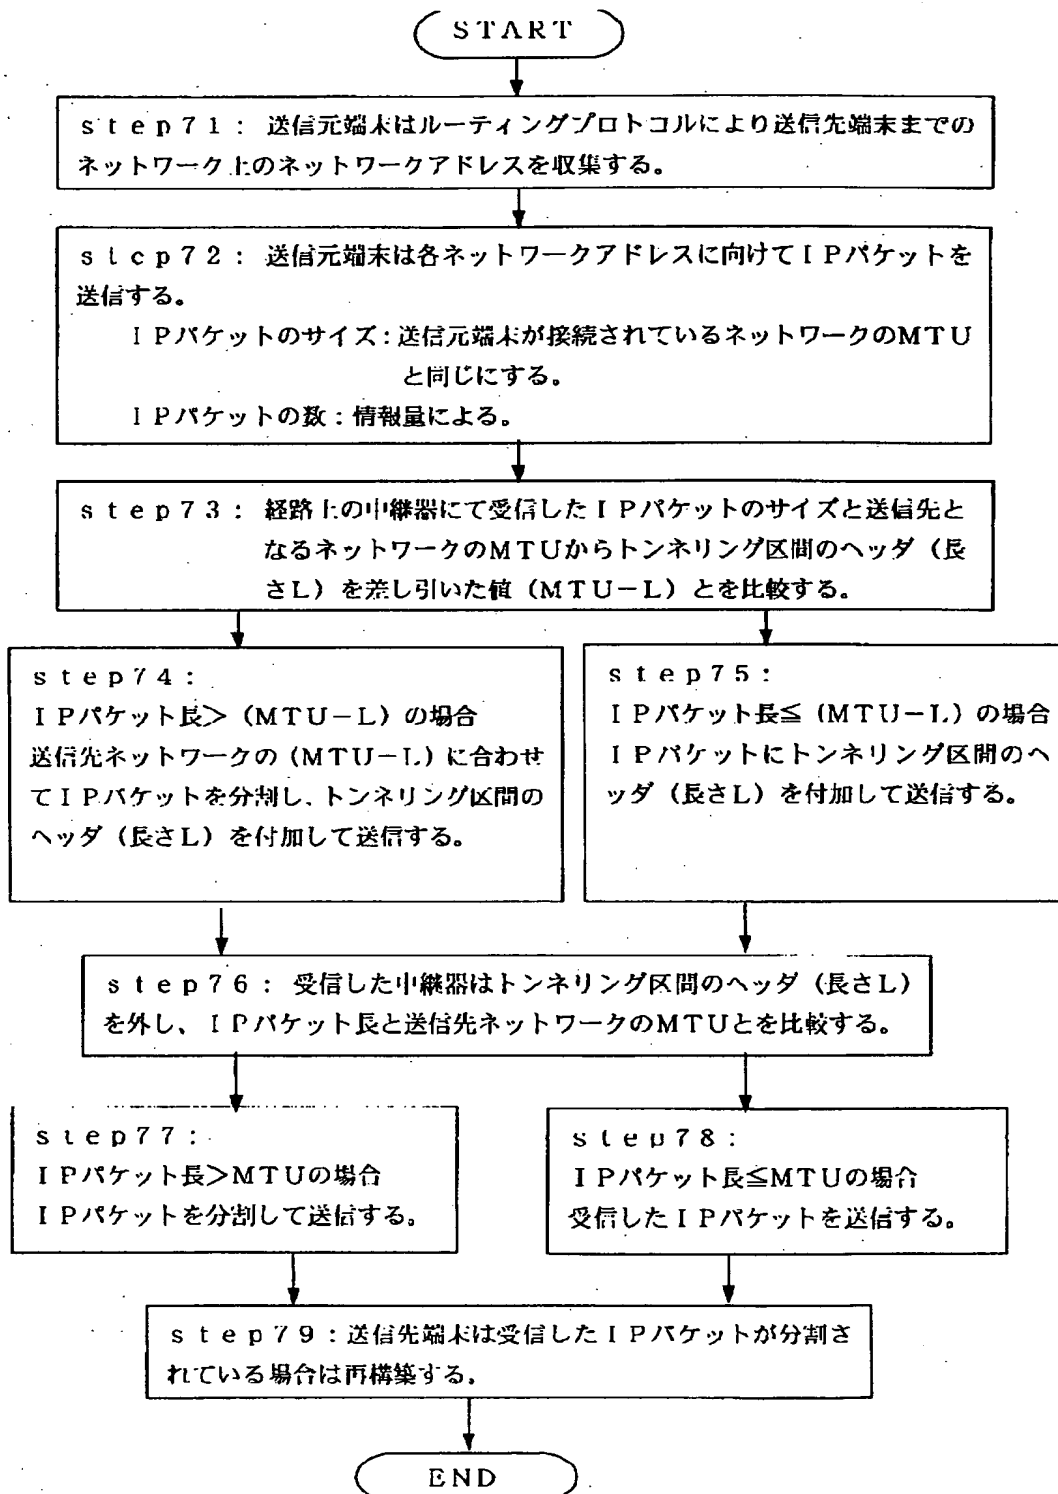 START
step71： 送信元端末はルーティングプロトコルにより送信先端末までの
ネットワーク上のネットワークアドレスを収集する。
step72： 送信元端末は各ネットワークアドレスに向けてＩＰパケットを
送信する。
ＩＰパケットのサイズ：送信元端末が接続されているネットワークのＭＴＵ
と同じにする。
ＩＰパケットの数：情報量による。
step73： 経路上の中継器にて受信したＩＰパケットのサイズと送信先と
なるネットワークのＭＴＵからトンネリング区間のヘッダ（長
さＬ）を差し引いた値（ＭＴＵ－Ｌ）とを比較する。
step74：
ＩＰパケット長＞（ＭＴＵ－Ｌ）の場合
送信先ネットワークの（ＭＴＵ－Ｌ）に合わせ
てＩＰパケットを分割し、トンネリング区間の
ヘッダ（長さＬ）を付加して送信する。
step75：
ＩＰパケット長≦（ＭＴＵ－Ｌ）の場合
ＩＰパケットにトンネリング区間のヘ
ッダ（長さＬ）を付加して送信する。
step76： 受信した中継器はトンネリング区間のヘッダ（長さＬ）
を外し、ＩＰパケット長と送信先ネットワークのＭＴＵとを比較する。
step77：
ＩＰパケット長＞ＭＴＵの場合
ＩＰパケットを分割して送信する。
step78：
ＩＰパケット長≦ＭＴＵの場合
受信したＩＰパケットを送信する。
step79：送信先端末は受信したＩＰパケットが分割さ
れている場合は再構築する。
END